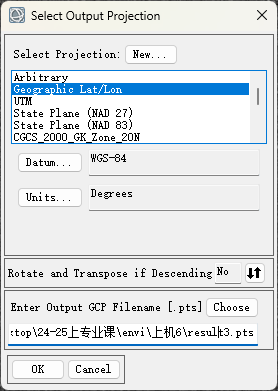 Select Output Projection
Select Projection: New...
Arbitrary
Geographic Lat/Lon
UTM
State Plane (NAD 27)
State Plane (NAD 83)
CGCS_2000_GK_Zone_20N
Datum... WGS-84
Units... Degrees
Rotate and Transpose if Descending No
Enter Output GCP Filename [.pts] Choose
top\24-25上专业课\envi\上机6\result3.pts
OK Cancel